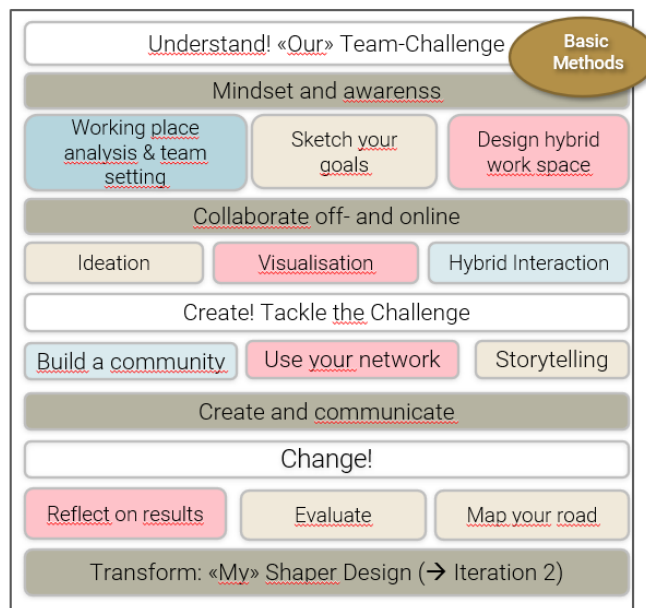 Understand! «Our» Team-Challenge
Basic
Methods
Mindset and awarenss
Working place
analysis & team
setting
Sketch your
goals
Design hybrid
work space
Collaborate off- and online
Ideation
Visualisation
Hybrid Interaction
Create! Tackle the Challenge
Build a community
Use your network
Storytelling
Create and communicate
Change!
Reflect on results
Evaluate
Map your road
Transform: «My» Shaper Design (→ Iteration 2)